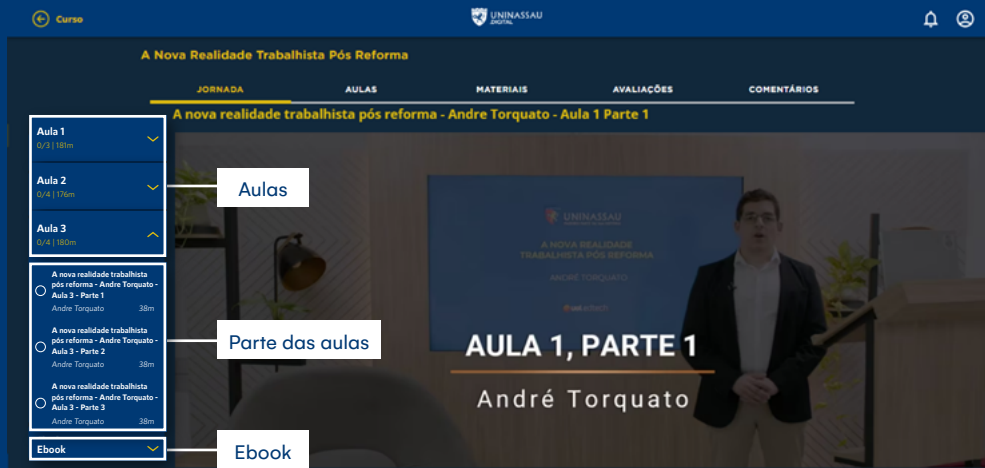 Curso
UNINASSAU
DIGITAL
A Nova Realidade Trabalhista Pós Reforma
JORNADA
AULAS
MATERIAIS
AVALIAÇÕES
COMENTÁRIOS
A nova realidade trabalhista pós reforma - Andre Torquato - Aula 1 Parte 1
Aula 1
0/3 | 181m
Aula 2
0/4 | 176m
Aula 3
0/4 | 180m
Aulas
A nova realidade trabalhista
pós reforma - Andre Torquato -
Aula 3 - Parte 1
Andre Torquato 38m
A nova realidade trabalhista
pós reforma - Andre Torquato -
Aula 3 - Parte 2
Andre Torquato 38m
A nova realidade trabalhista
pós reforma - Andre Torquato -
Aula 3 - Parte 3
Andre Torquato 38m
Parte das aulas
Ebook
Ebook
UNINASSAU
A NOVA REALIDADE
TRABALHISTA PÓS REFORMA
ANDRÉ TORQUATO
AULA 1, PARTE 1
André Torquato